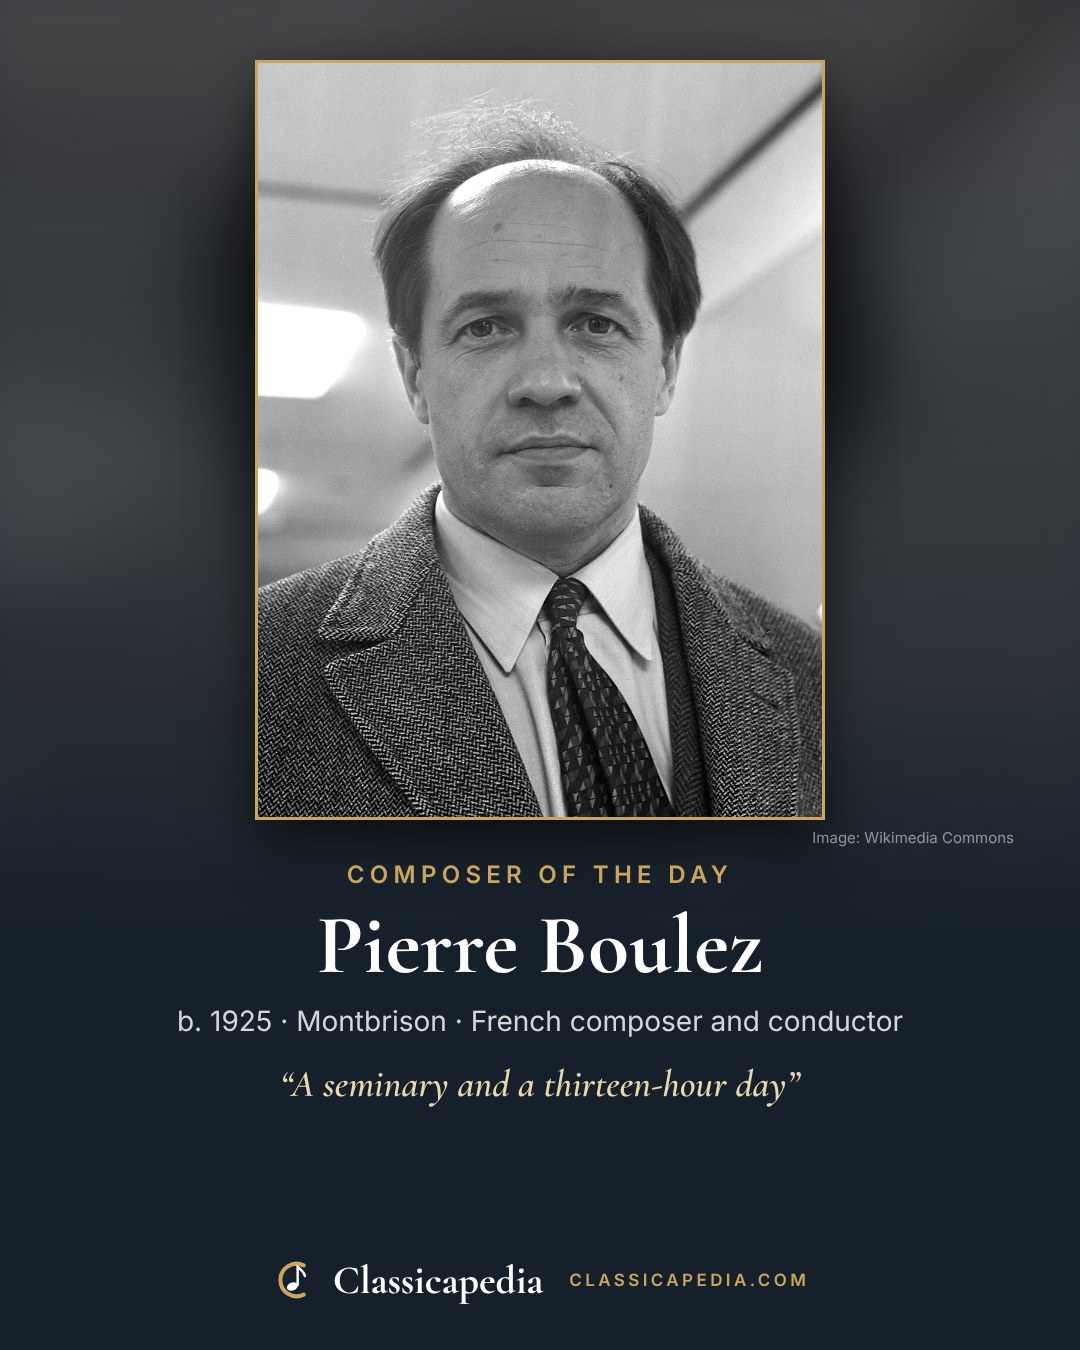 Image: Wikimedia Commons
COMPOSER OF THE DAY
Pierre Boulez
b. 1925 · Montbrison · French composer and conductor
“A seminary and a thirteen-hour day”
Classicapedia CLASSICAPEDIA.COM